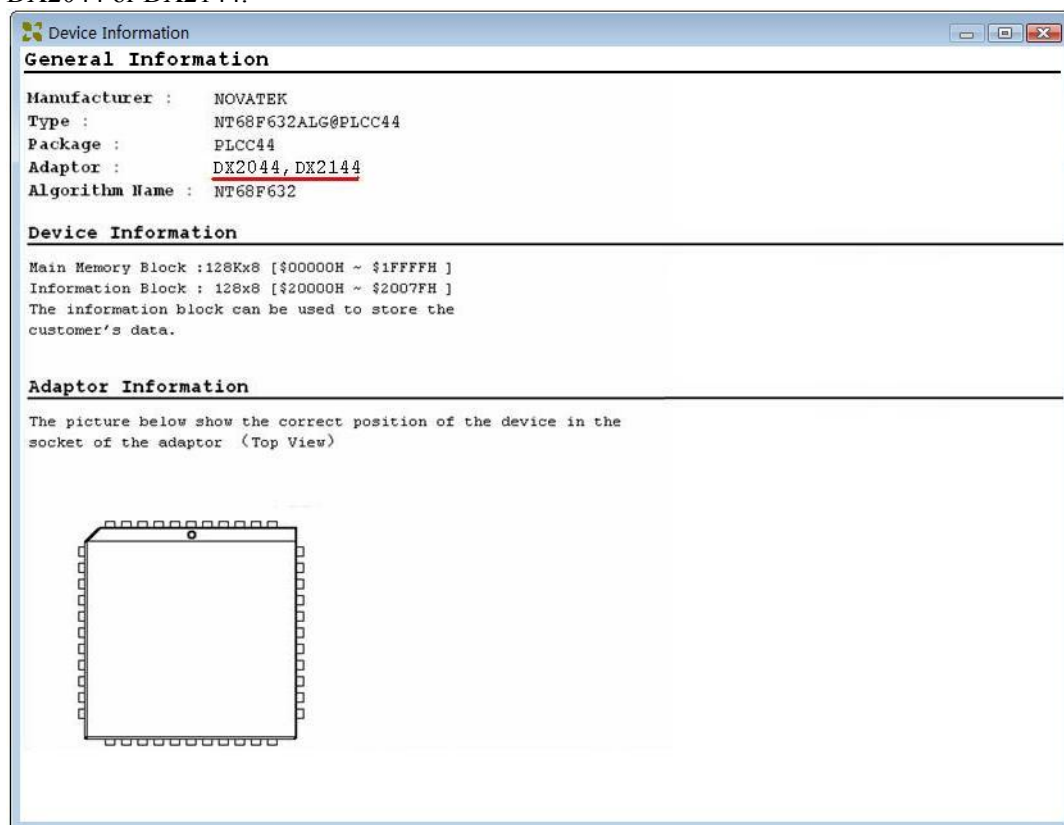 DX2044 or DX2144.
Device Information
General Information
Manufacturer : NOVATEK
Type : NT68F632ALG@PLCC44
Package : PLCC44
Adaptor : DX2044,DX2144
Algorithm Name : NT68F632
Device Information
Main Memory Block :128Kx8 [$00000H ~ $1FFFFH ]
Information Block : 128x8 [$20000H ~ $2007FH ]
The information block can be used to store the
customer's data.
Adaptor Information
The picture below show the correct position of the device in the
socket of the adaptor （Top View）